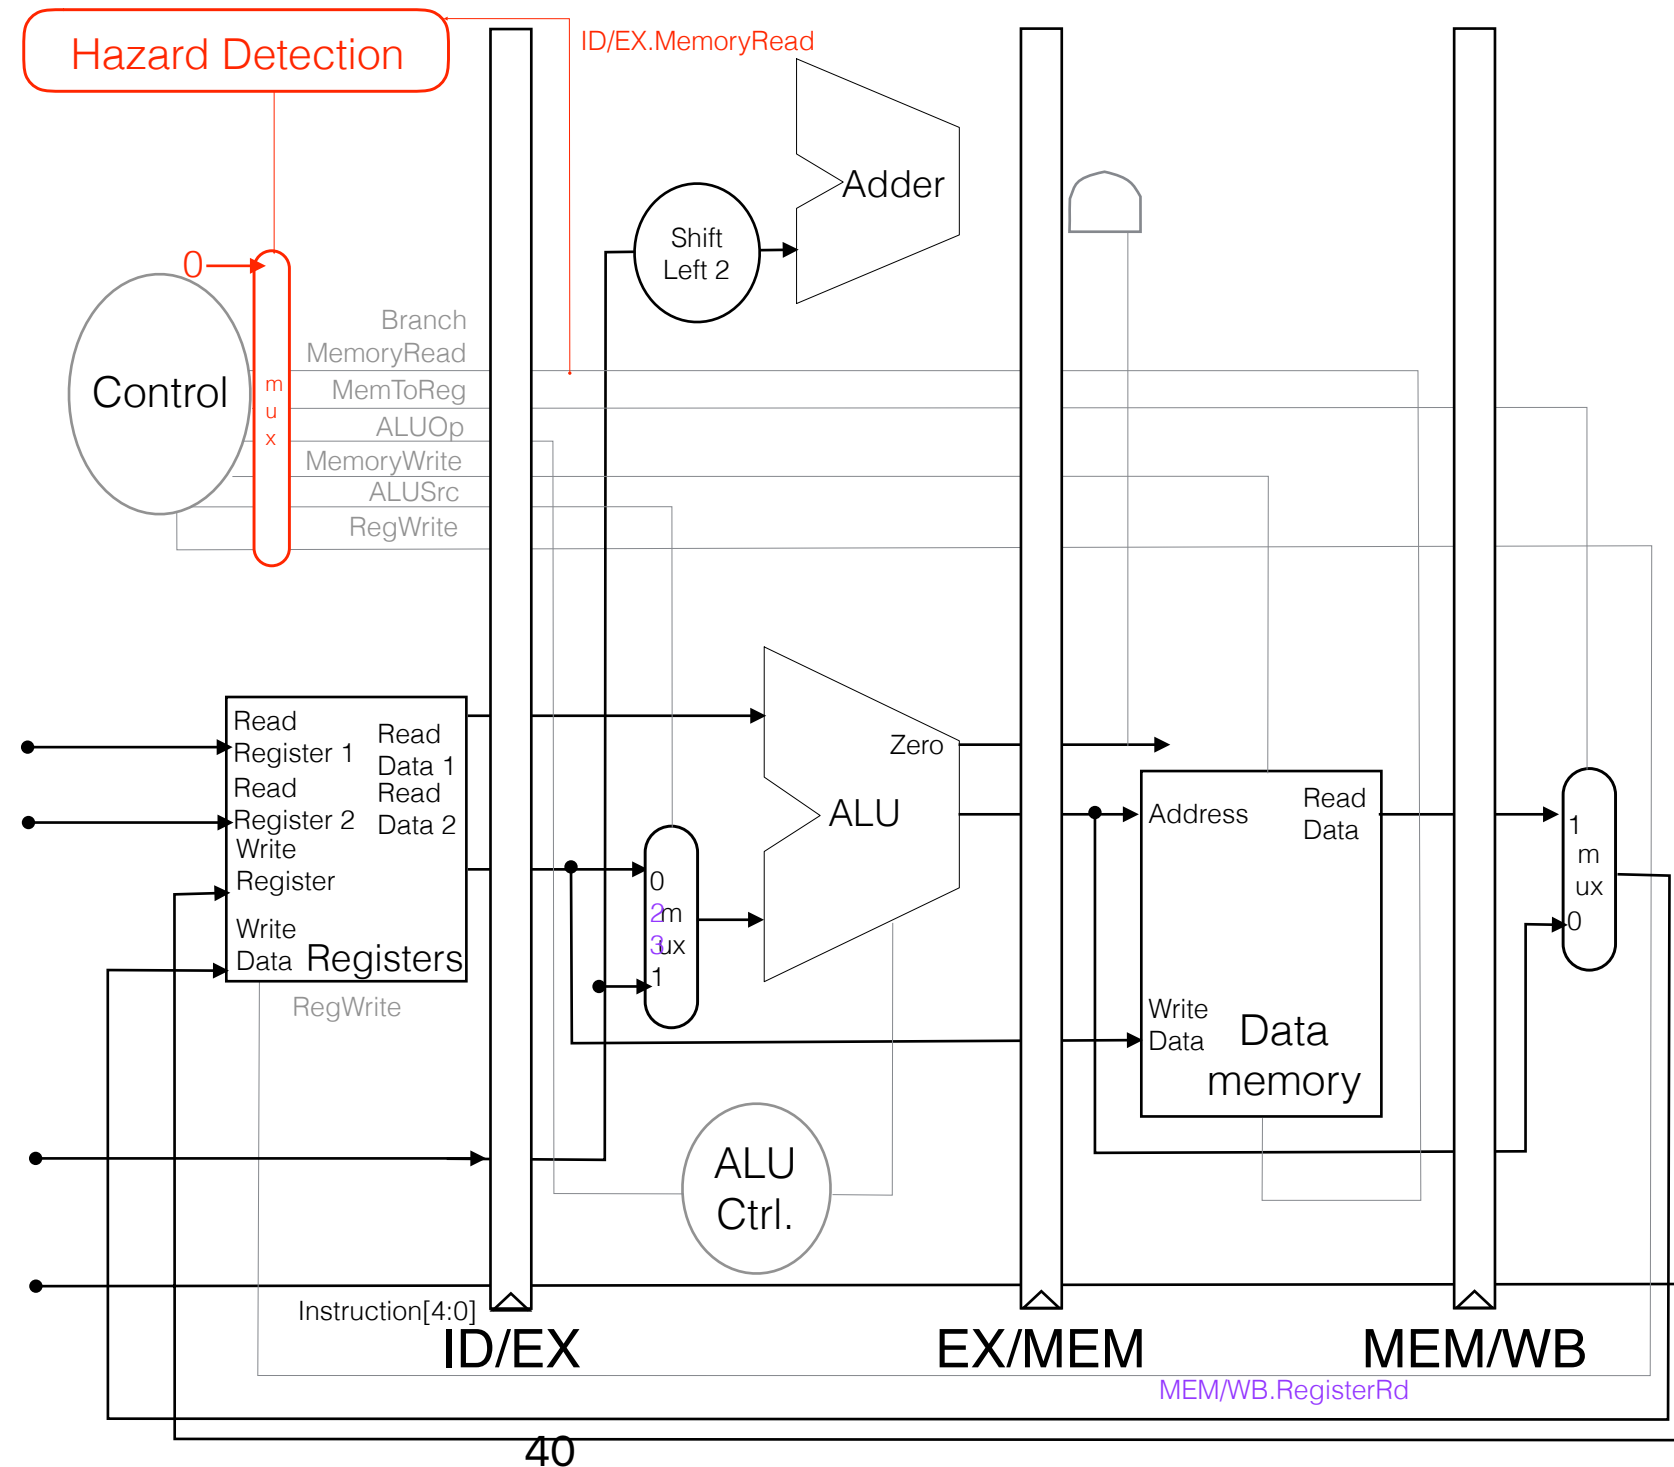 Hazard Detection
ID/EX.MemoryRead
Adder
Shift
Left 2
0
Control
m
u
x
Branch
MemoryRead
MemToReg
ALUOp
MemoryWrite
ALUSrc
RegWrite
Read
Register 1
Read
Register 2
Write
Register
Write
Data
Read
Data 1
Read
Data 2
Registers
RegWrite
0
2
m
3
ux
1
Zero
ALU
ALU
Ctrl.
Address
Read
Data
Write
Data
Data
memory
1
m
ux
0
Instruction[4:0]
ID/EX
EX/MEM
MEM/WB
MEM/WB.RegisterRd
40